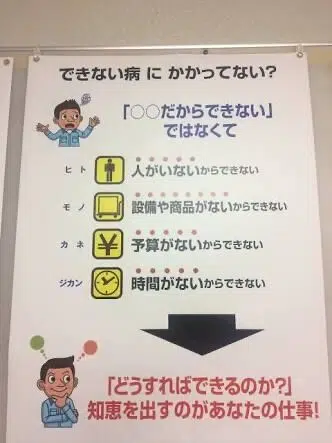 できない病 に かかってない?
「○○だからできない」
ではなくて
ヒト 人がいないからできない
モノ 設備や商品がないからできない
カネ ¥ 予算がないからできない
ジカン 時間がないからできない
「どうすればできるのか?」
知恵を出すのがあなたの仕事!